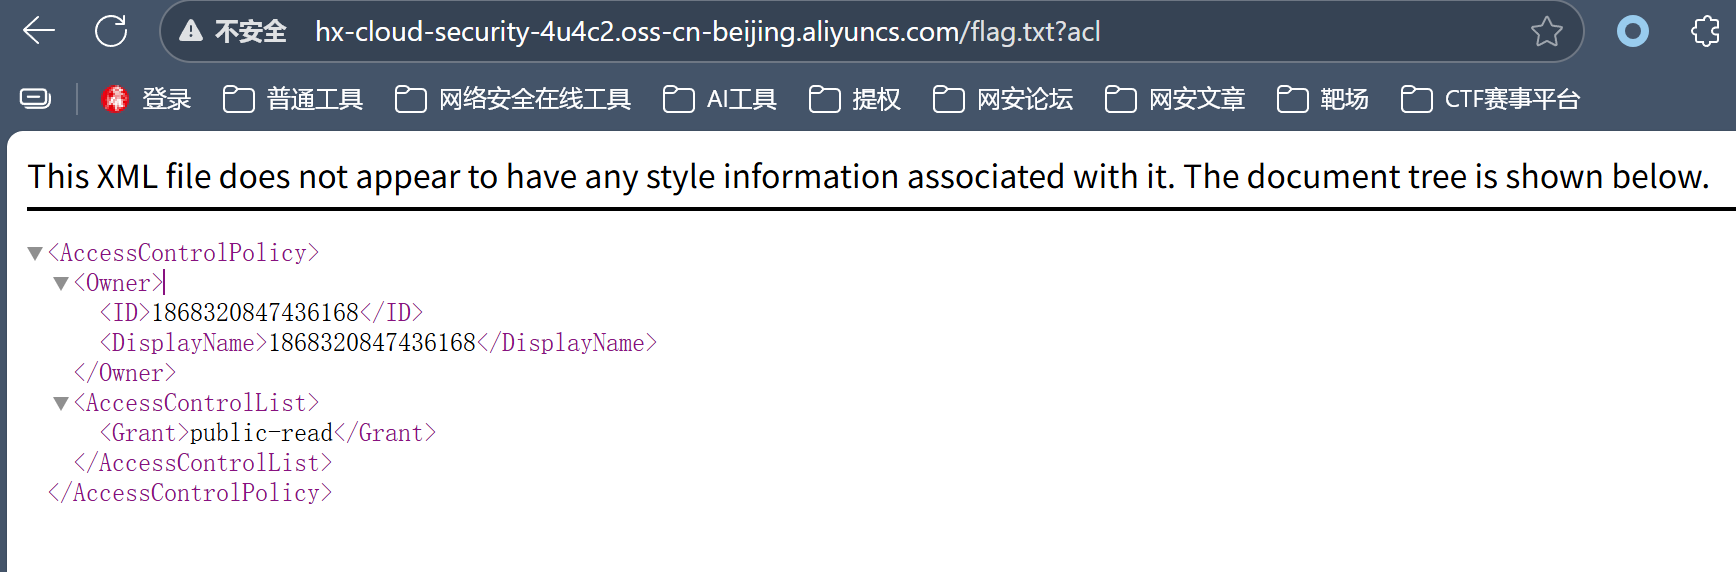 不安全 hx-cloud-security-4u4c2.oss-cn-beijing.aliyuncs.com/flag.txt?acl
登录 普通工具 网络安全在线工具 AI工具 提权 网安论坛 网安文章 靶场 CTF赛事平台
This XML file does not appear to have any style information associated with it. The document tree is shown below.
<AccessControlPolicy>
<Owner>
<ID>1868320847436168</ID>
<DisplayName>1868320847436168</DisplayName>
</Owner>
<AccessControlList>
<Grant>public-read</Grant>
</AccessControlList>
</AccessControlPolicy>